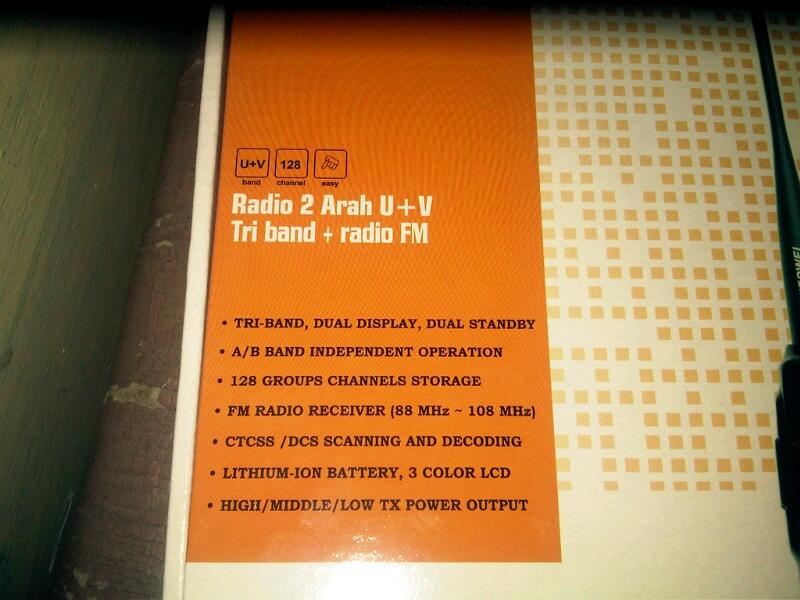 U+V 128
band channel easy
Radio 2 Arah U+V
Tri band + radio FM
• TRI-BAND, DUAL DISPLAY, DUAL STANDBY
• A/B BAND INDEPENDENT OPERATION
• 128 GROUPS CHANNELS STORAGE
• FM RADIO RECEIVER (88 MHz ~ 108 MHz)
• CTCSS /DCS SCANNING AND DECODING
• LITHIUM-ION BATTERY, 3 COLOR LCD
• HIGH/MIDDLE/LOW TX POWER OUTPUT